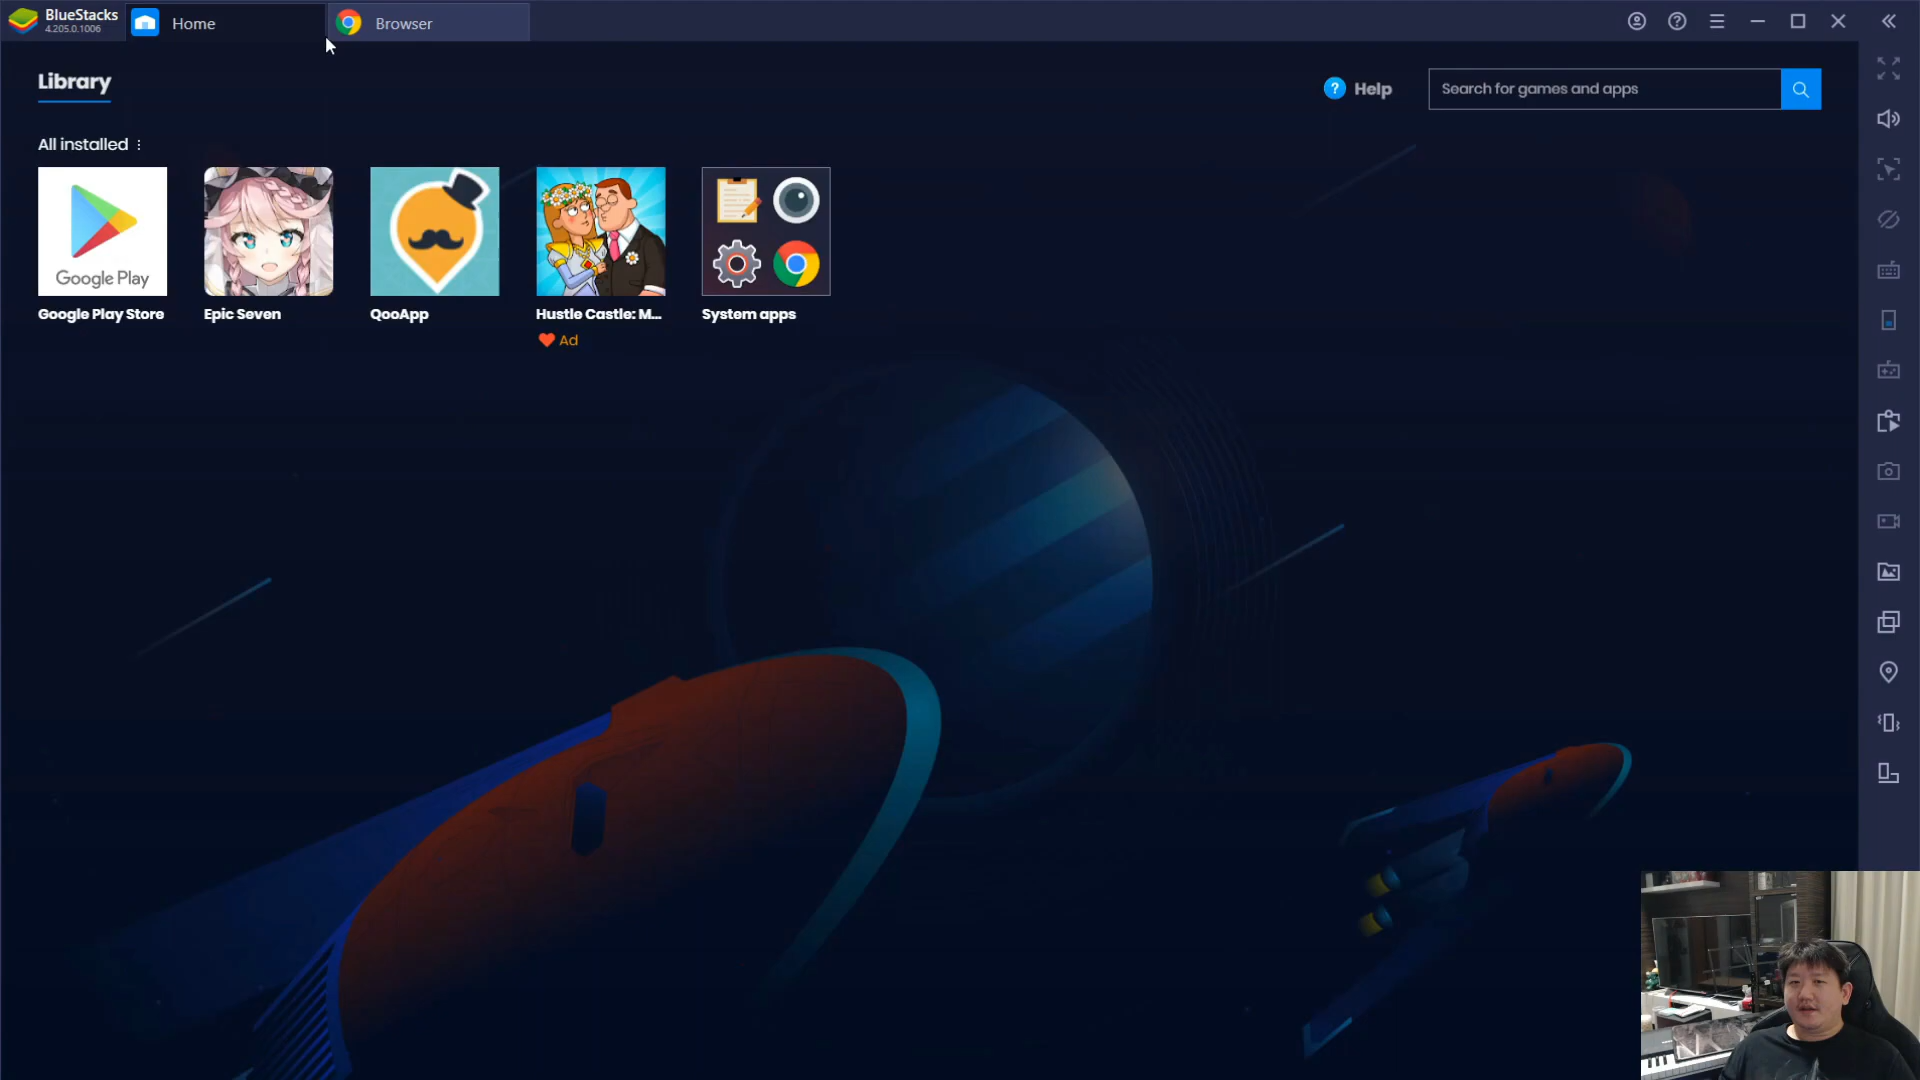 BlueStacks
4.205.0.1006
Home
Browser
Library
Help
Search for games and apps
All installed
Google Play
Google Play Store
Epic Seven
QooApp
Hustle Castle: M...
System apps
Ad